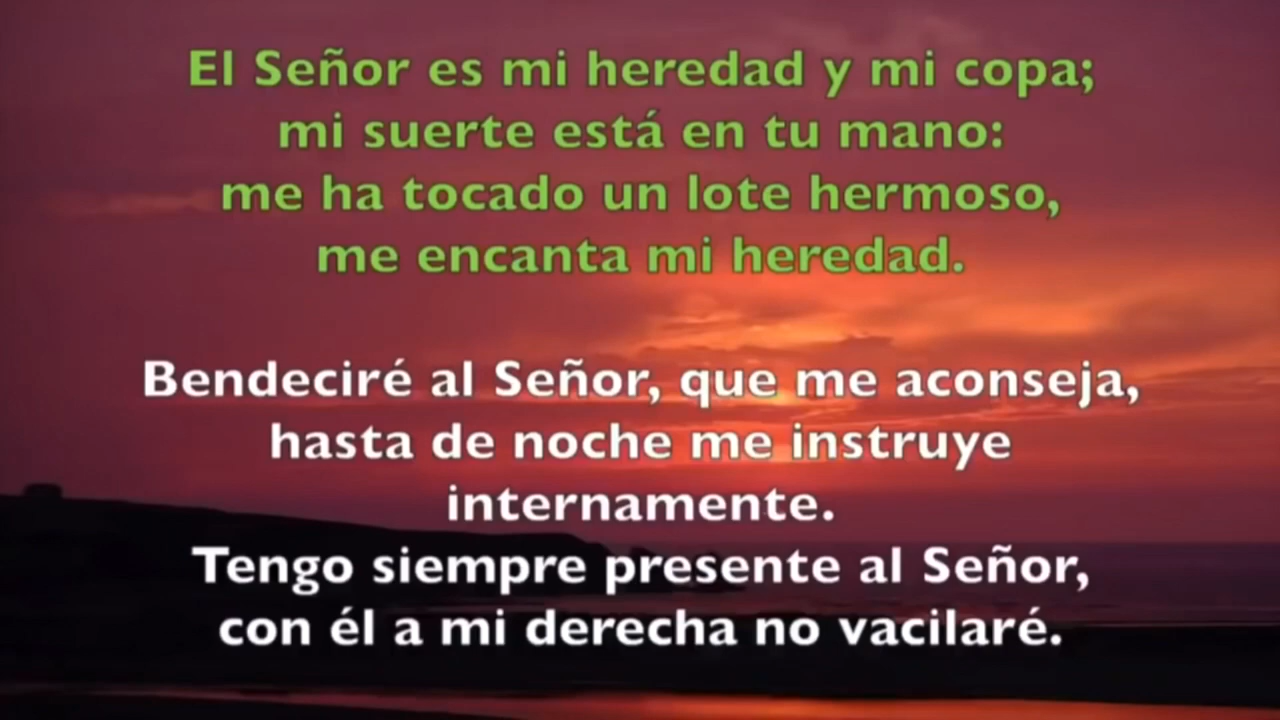 El Señor es mi heredad y mi copa;
mi suerte está en tu mano:
me ha tocado un lote hermoso,
me encanta mi heredad.
Bendeciré al Señor, que me aconseja,
hasta de noche me instruye
internamente.
Tengo siempre presente al Señor,
con él a mi derecha no vacilaré.